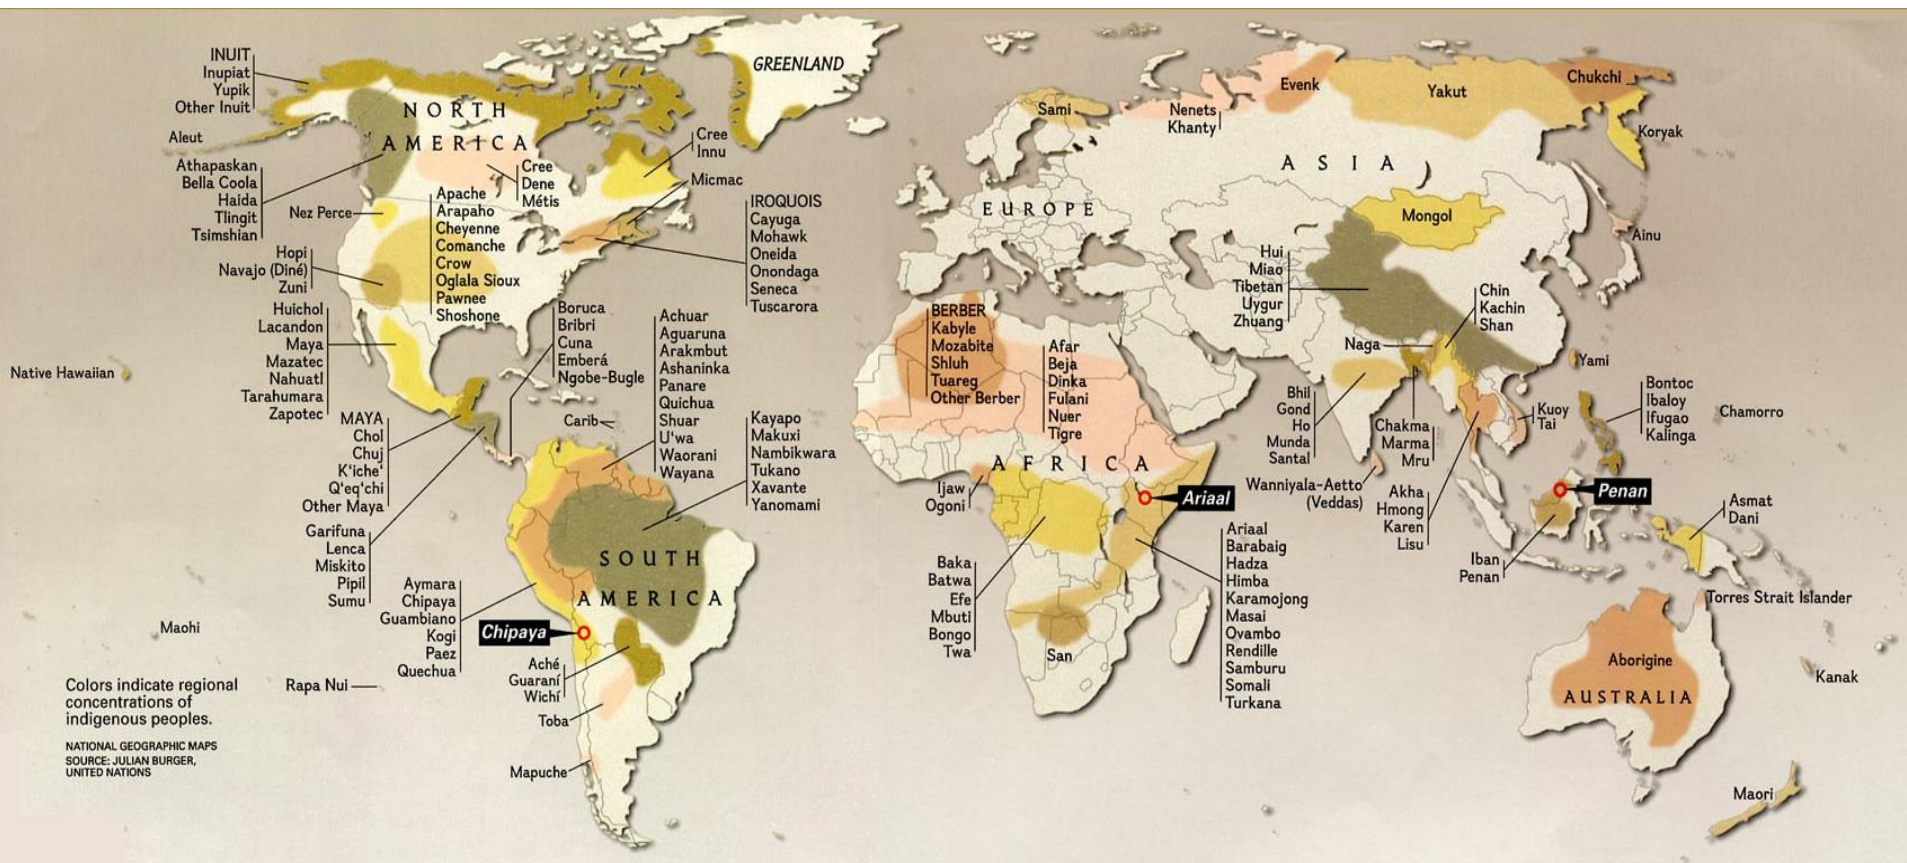 INUIT
Inupiat
Yupik
Other Inuit
Aleut
Athapaskan
Bella Coola
Haida
Tlingit
Tsimshian
Nez Perce
Hopi
Navajo (Diné)
Zuni
Huichol
Lacandon
Maya
Mazatec
Nahuatl
Tarahumara
Zapotec
Native Hawaiian
MAYA
Chol
Chuj
K'iche'
Q'eq'chi
Other Maya
Garifuna
Lenca
Miskito
Pipil
Sumu
NORTH
AMERICA
GREENLAND
Cree
Innu
Micmac
Cree
Dene
Métis
Apache
Arapaho
Cheyenne
Comanche
Crow
Oglala Sioux
Pawnee
Shoshone
IROQUOIS
Cayuga
Mohawk
Oneida
Onondaga
Seneca
Tuscarora
Boruca
Bribri
Cuna
Emberá
Ngobe-Bugle
Carib
Achuar
Aguaruna
Arakmbut
Ashaninka
Panare
Quichua
Shuar
U'wa
Waorani
Wayana
Kayapo
Makuxi
Nambikwara
Tukano
Xavante
Yanomami
SOUTH
AMERICA
Aymara
Chipaya
Guambiano
Kogi
Paez
Quechua
Chipaya
Aché
Guaraní
Wichí
Toba
Mapuche
Maohi
Rapa Nui
Colors indicate regional
concentrations of
indigenous peoples.
NATIONAL GEOGRAPHIC MAPS
SOURCE: JULIAN BURGER,
UNITED NATIONS
EUROPE
Sami
ASIA
Nenets
Khanty
Evenk
Yakut
Chukchi
Koryak
Mongol
Ainu
Hui
Miao
Tibetan
Uygur
Zhuang
Chin
Kachin
Shan
Naga
Yami
Bhil
Gond
Ho
Munda
Santal
Chakma
Marma
Mru
Wanniyala-Aetto
(Veddas)
Akha
Hmong
Karen
Lisu
Kuoy
Tai
Bontoc
Ibaloy
Ifugao
Kalinga
Chamorro
Penan
Iban
Penan
Asmat
Dani
BERBER
Kabyle
Mozabite
Shluh
Tuareg
Other Berber
Afar
Beja
Dinka
Fulani
Nuer
Tigre
AFRICA
Ijaw
Ogoni
Ariaal
Baka
Batwa
Efe
Mbuti
Bongo
Twa
San
Ariaal
Barabaig
Hadza
Himba
Karamojong
Masai
Ovambo
Rendille
Samburu
Somali
Turkana
Torres Strait Islander
Aborigine
AUSTRALIA
Kanak
Maori